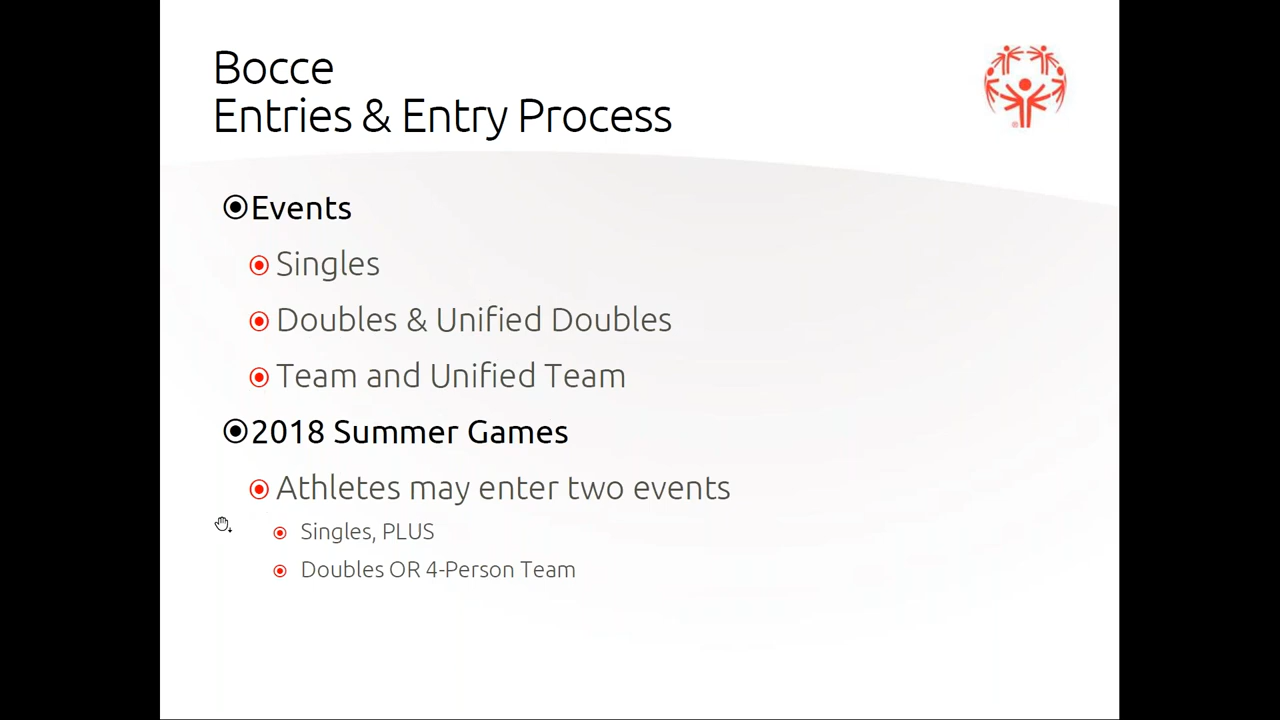 Bocce
Entries & Entry Process
Events
Singles
Doubles & Unified Doubles
Team and Unified Team
2018 Summer Games
Athletes may enter two events
Singles, PLUS
Doubles OR 4-Person Team